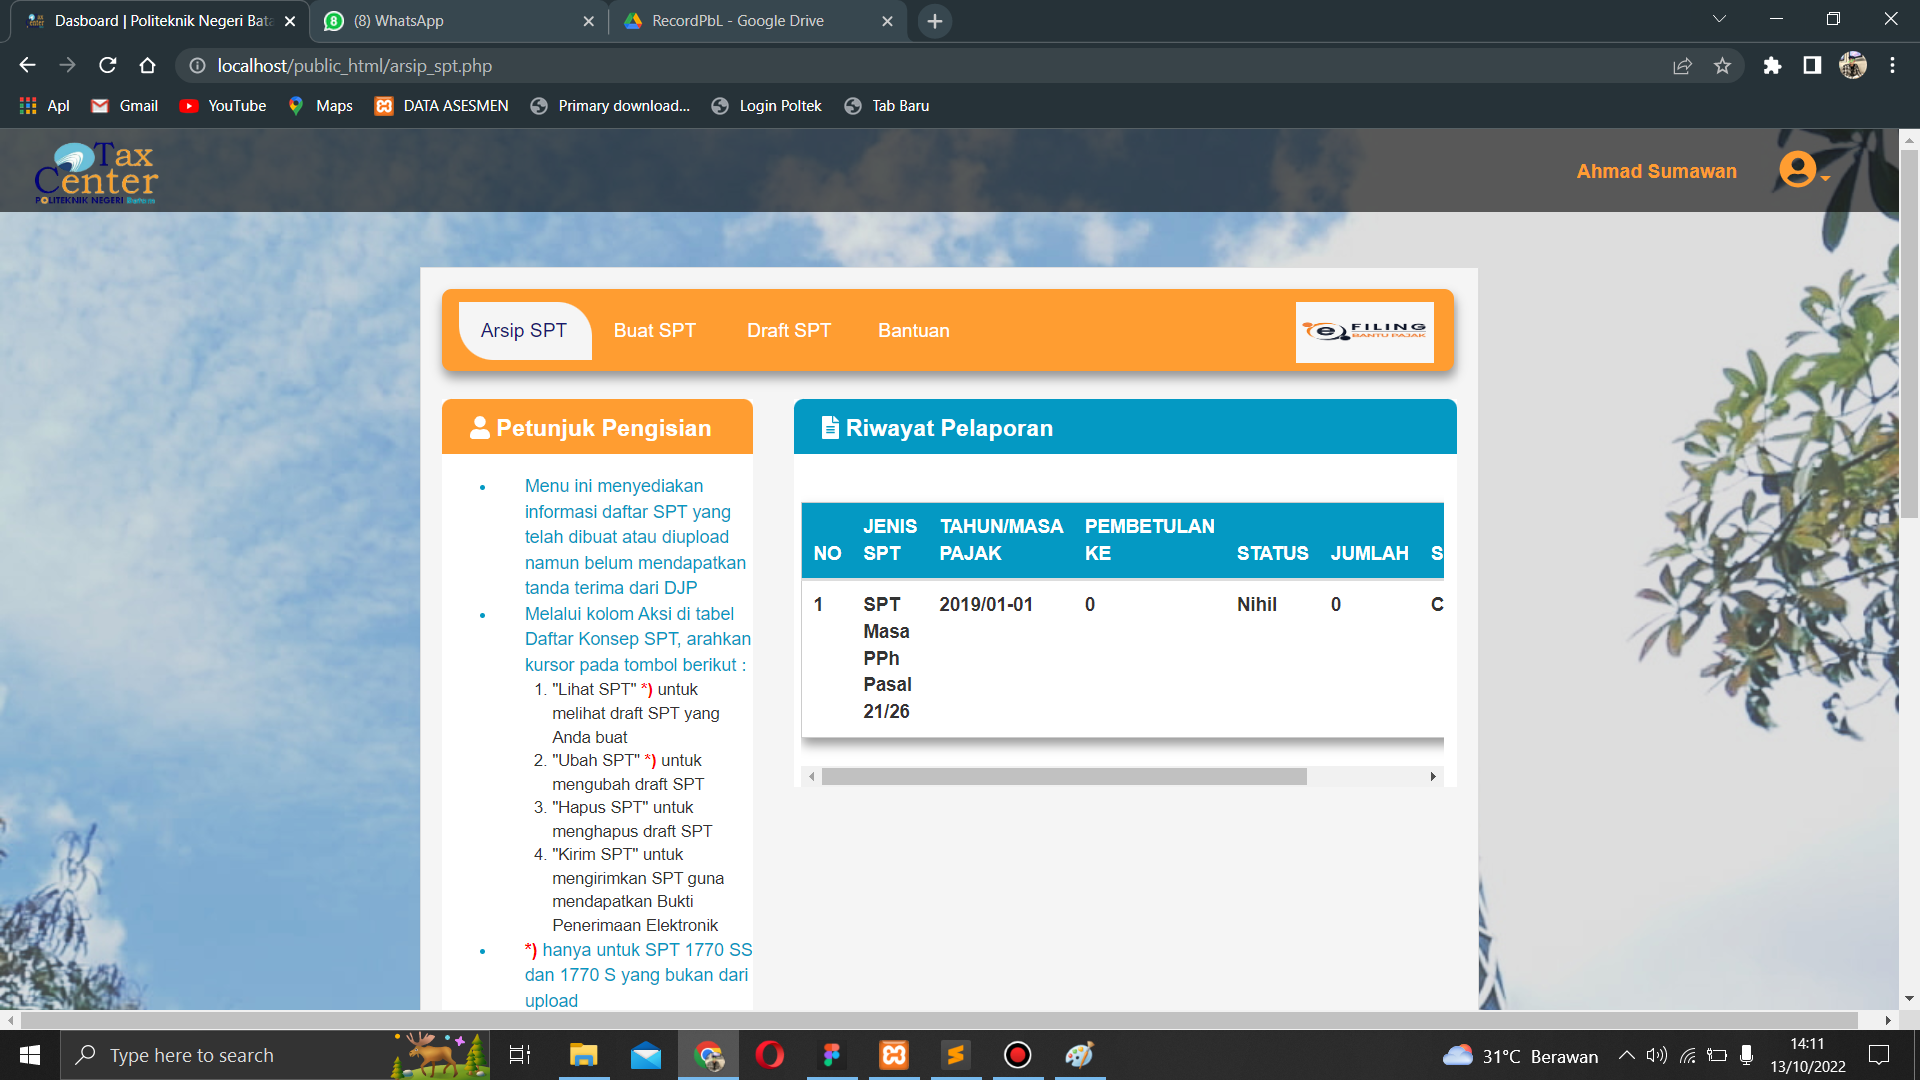 Dasboard | Politeknik Negeri Bata
(8) WhatsApp
RecordPbL - Google Drive
localhost/public_html/arsip_spt.php
Apl
Gmail
YouTube
Maps
DATA ASESMEN
Primary download...
Login Poltek
Tab Baru
Tax
Center
POLITEKNIK NEGERI
Ahmad Sumawan
Arsip SPT
Buat SPT
Draft SPT
Bantuan
e FILING
BANTU PAJAK
Petunjuk Pengisian
Menu ini menyediakan
informasi daftar SPT yang
telah dibuat atau diupload
namun belum mendapatkan
tanda terima dari DJP
Melalui kolom Aksi di tabel
Daftar Konsep SPT, arahkan
kursor pada tombol berikut :
1. "Lihat SPT" *) untuk
melihat draft SPT yang
Anda buat
2. "Ubah SPT" *) untuk
mengubah draft SPT
3. "Hapus SPT" untuk
menghapus draft SPT
4. "Kirim SPT" untuk
mengirimkan SPT guna
mendapatkan Bukti
Penerimaan Elektronik
*) hanya untuk SPT 1770 SS
dan 1770 S yang bukan dari
upload
Riwayat Pelaporan
NO
JENIS
SPT
TAHUN/MASA
PAJAK
PEMBETULAN
KE
STATUS
JUMLAH
S
1
SPT
Masa
PPh
Pasal
21/26
2019/01-01
0
Nihil
0
C
Type here to search
31°C Berawan
14:11
13/10/2022